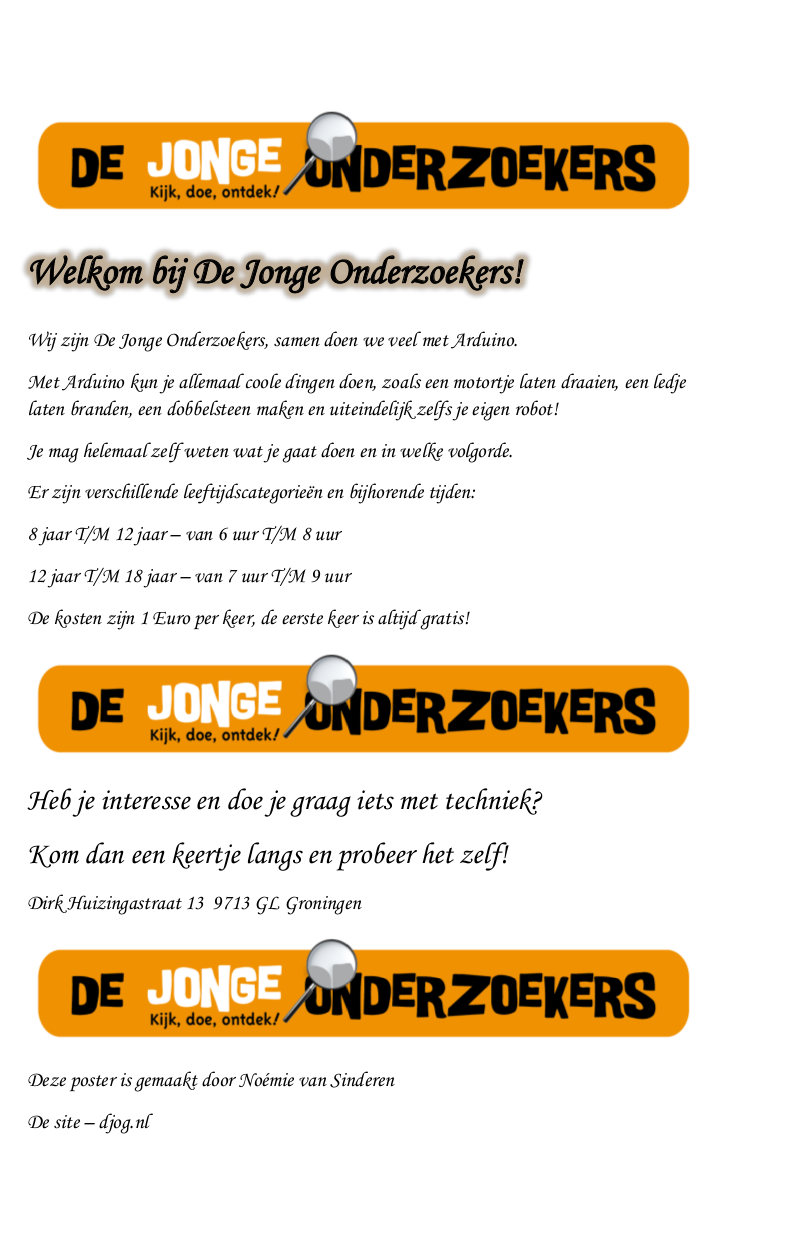 DE JONGE ONDERZOEKERS
Kijk, doe, ontdek!
Welkom bij De Jonge Onderzoekers!
Wij zijn De Jonge Onderzoekers, samen doen we veel met Arduino.
Met Arduino kun je allemaal coole dingen doen, zoals een motortje laten draaien, een ledje
laten branden, een dobbelsteen maken en uiteindelijk zelfs je eigen robot!
Je mag helemaal zelf weten wat je gaat doen en in welke volgorde.
Er zijn verschillende leeftijdscategorieën en bijhorende tijden:
8 jaar T/M 12 jaar – van 6 uur T/M 8 uur
12 jaar T/M 18 jaar – van 7 uur T/M 9 uur
De kosten zijn 1 Euro per keer, de eerste keer is altijd gratis!
DE JONGE ONDERZOEKERS
Kijk, doe, ontdek!
Heb je interesse en doe je graag iets met techniek?
Kom dan een keertje langs en probeer het zelf!
Dirk Huizingastraat 13  9713 GL Groningen
DE JONGE ONDERZOEKERS
Kijk, doe, ontdek!
Deze poster is gemaakt door Noémie van Sinderen
De site – djog.nl